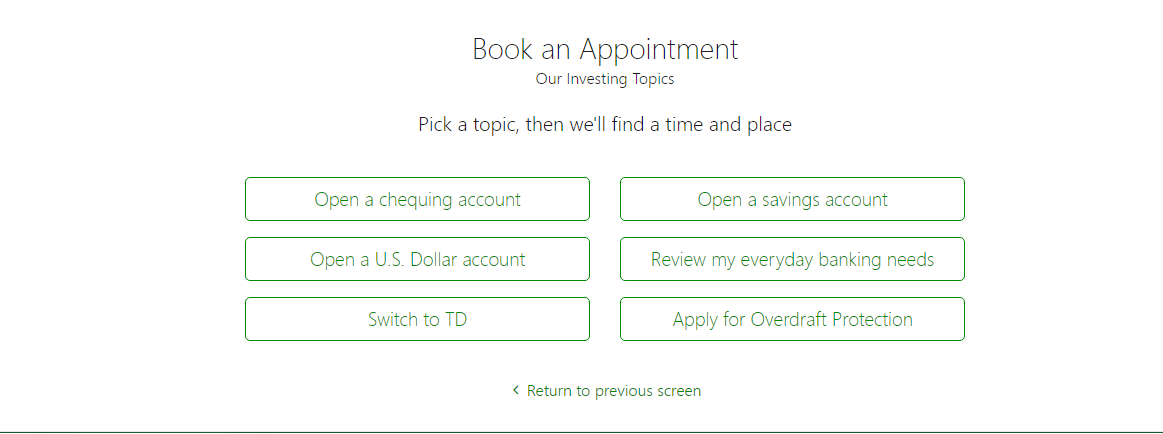 Book an Appointment
Our Investing Topics
Pick a topic, then we'll find a time and place
Open a chequing account
Open a savings account
Open a U.S. Dollar account
Review my everyday banking needs
Switch to TD
Apply for Overdraft Protection
Return to previous screen